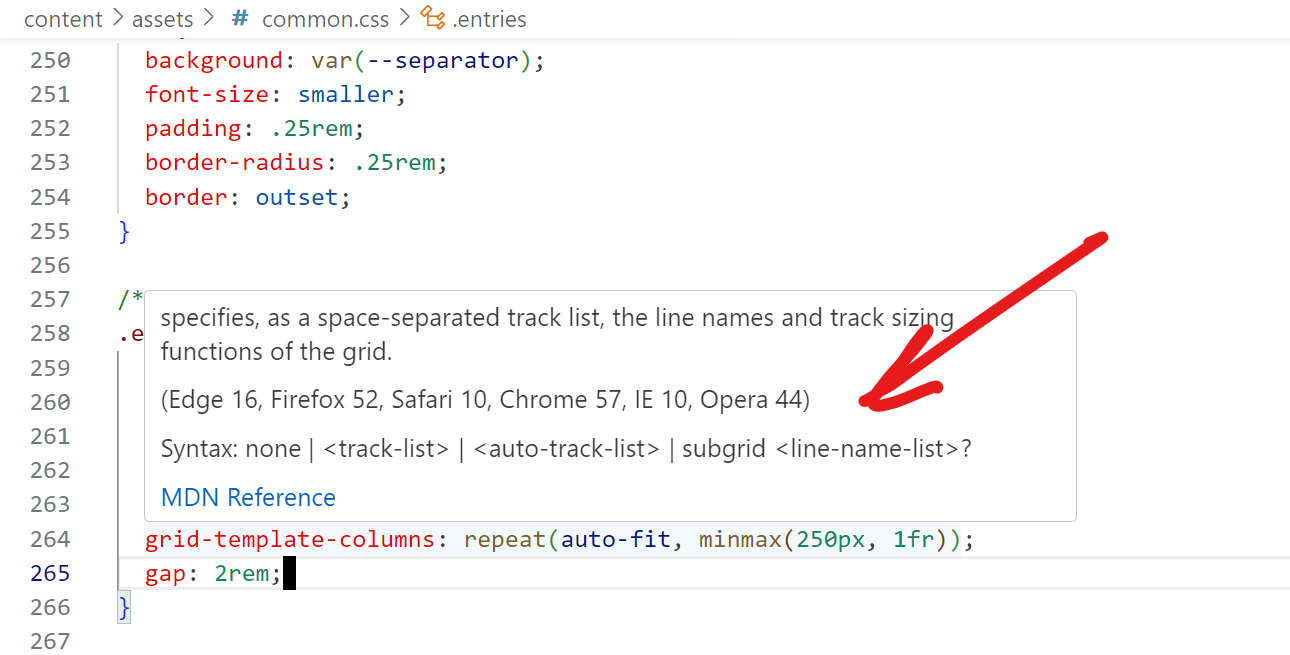 content > assets > # common.css > .entries
250 background: var(--separator);
251 font-size: smaller;
252 padding: .25rem;
253 border-radius: .25rem;
254 border: outset;
255 }
256
257 /*
258 .e
specifies, as a space-separated track list, the line names and track sizing
259 functions of the grid.
260 (Edge 16, Firefox 52, Safari 10, Chrome 57, IE 10, Opera 44)
261
262 Syntax: none | <track-list> | <auto-track-list> | subgrid <line-name-list>?
263 MDN Reference
264 grid-template-columns: repeat(auto-fit, minmax(250px, 1fr));
265 gap: 2rem;
266 }
267